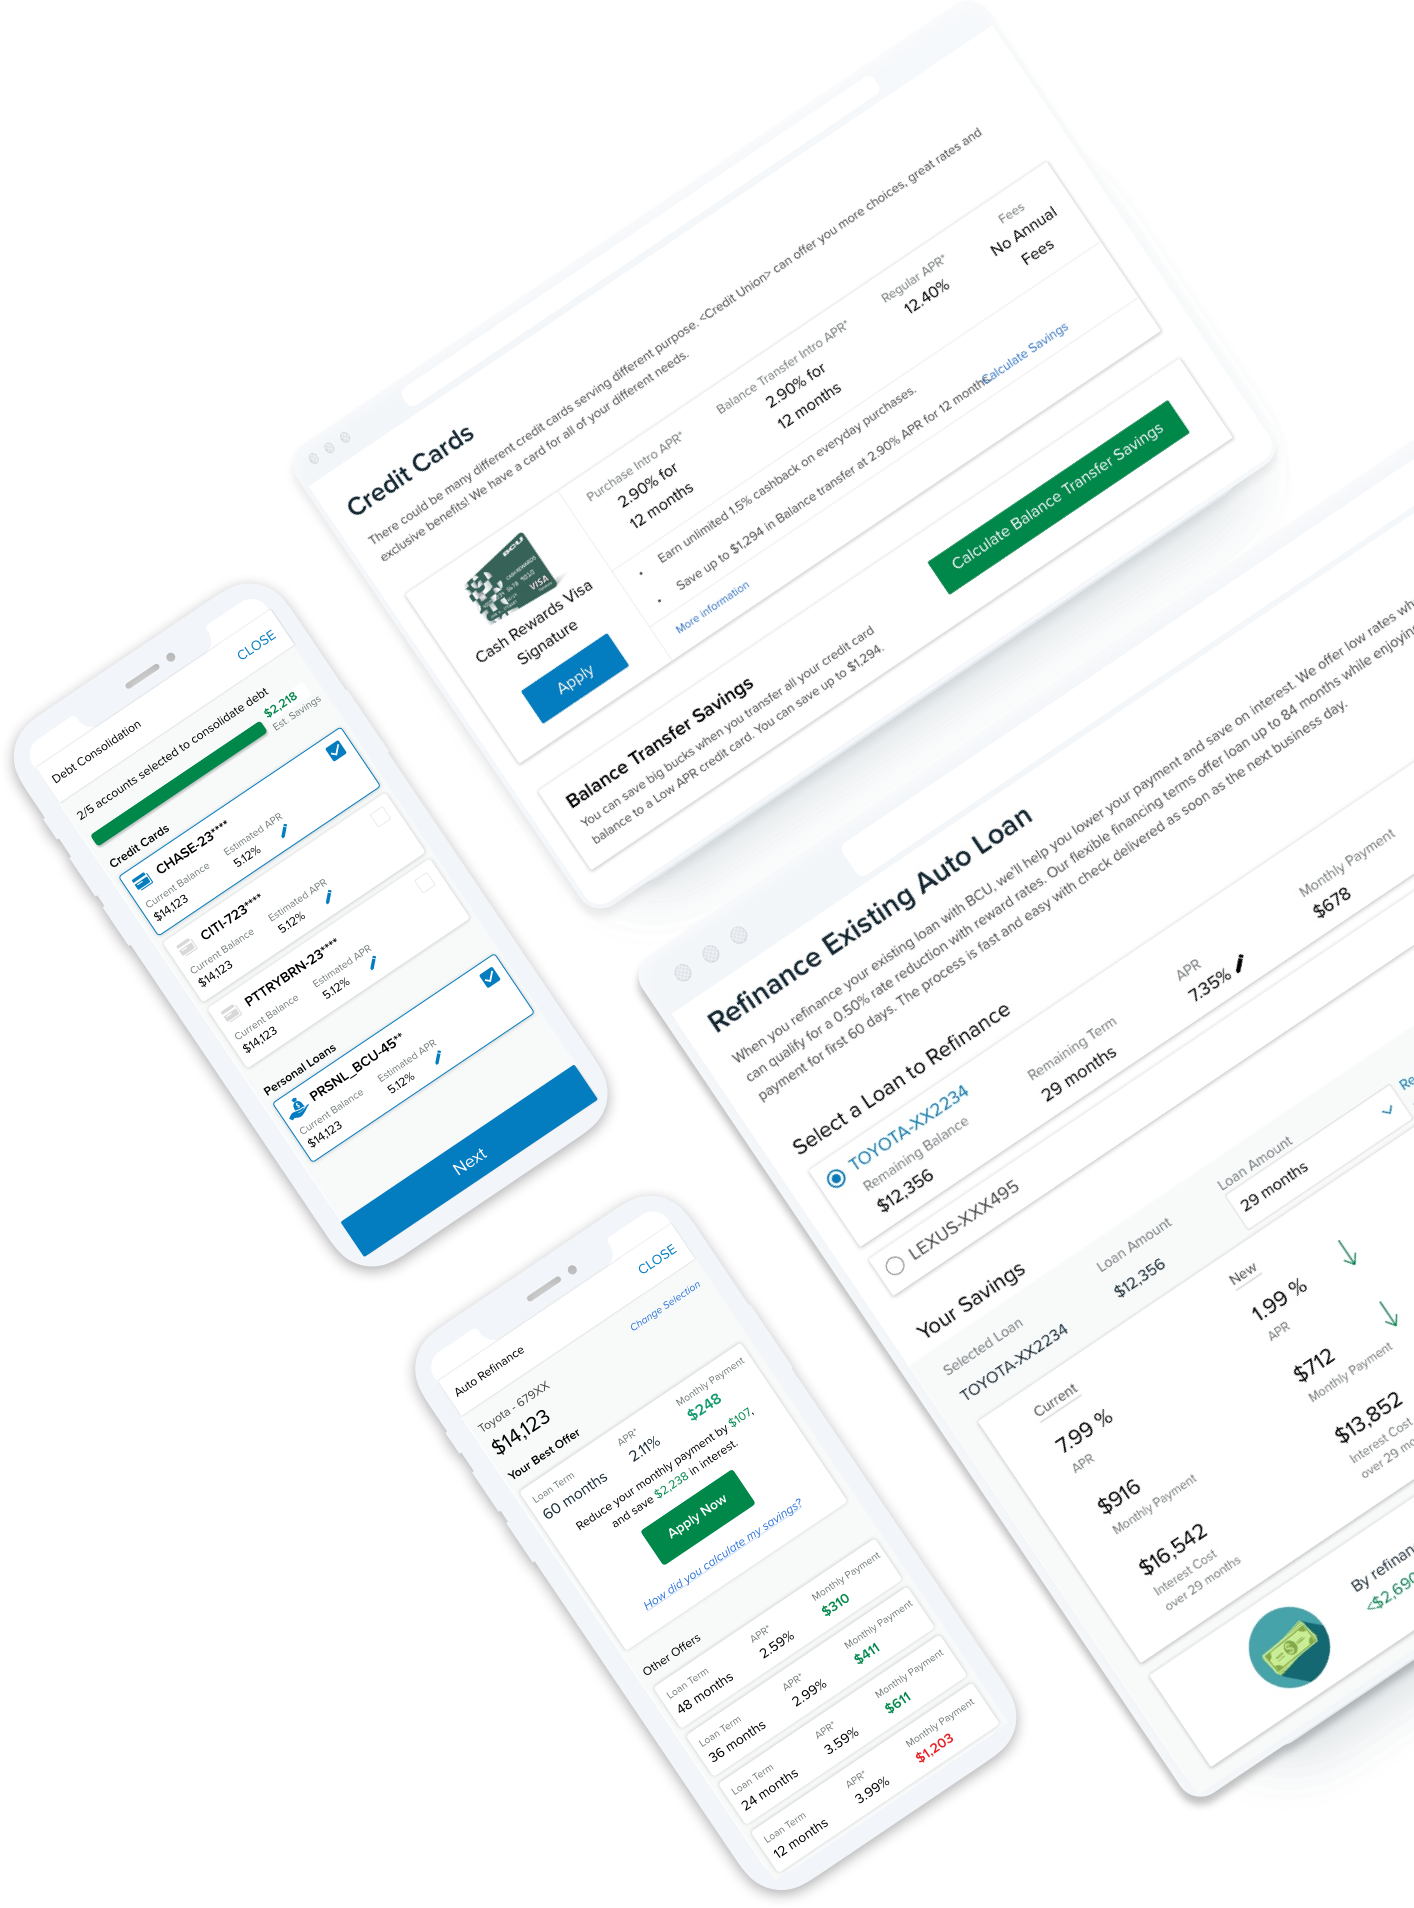 Credit Cards
There could be many different credit cards serving different purpose. <Credit Union> can offer you more choices, great rates and
exclusive benefits! We have a card for all of your different needs.
BCU
CASH REWARDS
VISA
Cash Rewards Visa
Signature
Apply
Purchase Intro APR*
2.90% for
12 months
Balance Transfer Intro APR*
2.90% for
12 months
Regular APR*
12.40%
Fees
No Annual
Fees
• Earn unlimited 1.5% cashback on everyday purchases.
• Save up to $1,294 in Balance transfer at 2.90% APR for 12 months.
Calculate Savings
More information
Balance Transfer Savings
You can save big bucks when you transfer all your credit card
balance to a Low APR credit card. You can save up to $1,294.
Calculate Balance Transfer Savings
CLOSE
Debt Consolidation
2/5 accounts selected to consolidate debt
$2,218
Est. Savings
Credit Cards
CHASE-23****
Current Balance
$14,123
Estimated APR
5.12%
CITI-723****
Current Balance
$14,123
Estimated APR
5.12%
PTTRYBRN-23****
Current Balance
$14,123
Estimated APR
5.12%
Personal Loans
PRSNL_BCU-45**
Current Balance
$14,123
Estimated APR
5.12%
Next
Refinance Existing Auto Loan
When you refinance your existing loan with BCU, we'll help you lower your payment and save on interest. We offer low rates
can qualify for a 0.50% rate reduction with reward rates. Our flexible financing terms offer loan up to 84 months while enjoying
payment for first 60 days. The process is fast and easy with check delivered as soon as the next business day.
Select a Loan to Refinance
TOYOTA-XX2234
Remaining Balance
$12,356
Remaining Term
29 months
APR
7.35%
Monthly Payment
$678
LEXUS-XXX495
Your Savings
Selected Loan
TOYOTA-XX2234
Loan Amount
$12,356
Loan Amount
29 months
Re
Current
7.99 %
APR
$916
Monthly Payment
$16,542
Interest Cost
over 29 months
New
1.99 %
APR
$712
Monthly Payment
$13,852
Interest Cost
over 29 mo
By refinan
<$2,690
CLOSE
Auto Refinance
Change Selection
Toyota - 679XX
$14,123
Your Best Offer
Loan Term
60 months
APR*
2.11%
Monthly Payment
$248
Reduce your monthly payment by $107,
and save $2,238 in interest.
Apply Now
How did you calculate my savings?
Other Offers
Loan Term
48 months
APR*
2.59%
Monthly Payment
$310
Loan Term
36 months
APR*
2.99%
Monthly Payment
$411
Loan Term
24 months
APR*
3.59%
Monthly Payment
$611
Loan Term
12 months
APR*
3.99%
Monthly Payment
$1,203